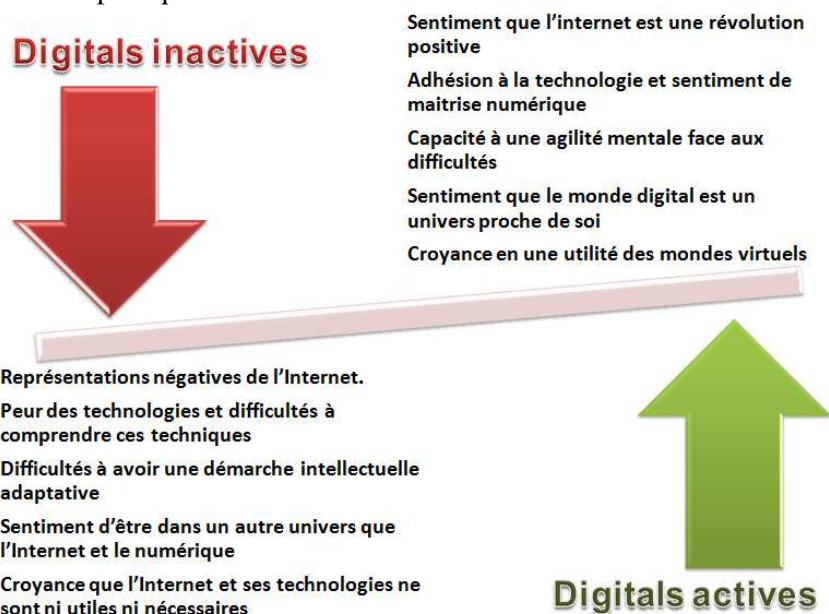 Digitals inactives
Sentiment que l'internet est une révolution
positive
Adhésion à la technologie et sentiment de
maitrise numérique
Capacité à une agilité mentale face aux
difficultés
Sentiment que le monde digital est un
univers proche de soi
Croyance en une utilité des mondes virtuels
Représentations négatives de l'Internet.
Peur des technologies et difficultés à
comprendre ces techniques
Difficultés à avoir une démarche intellectuelle
adaptative
Sentiment d'être dans un autre univers que
l'Internet et le numérique
Croyance que l'Internet et ses technologies ne
sont ni utiles ni nécessaires
Digitals actives